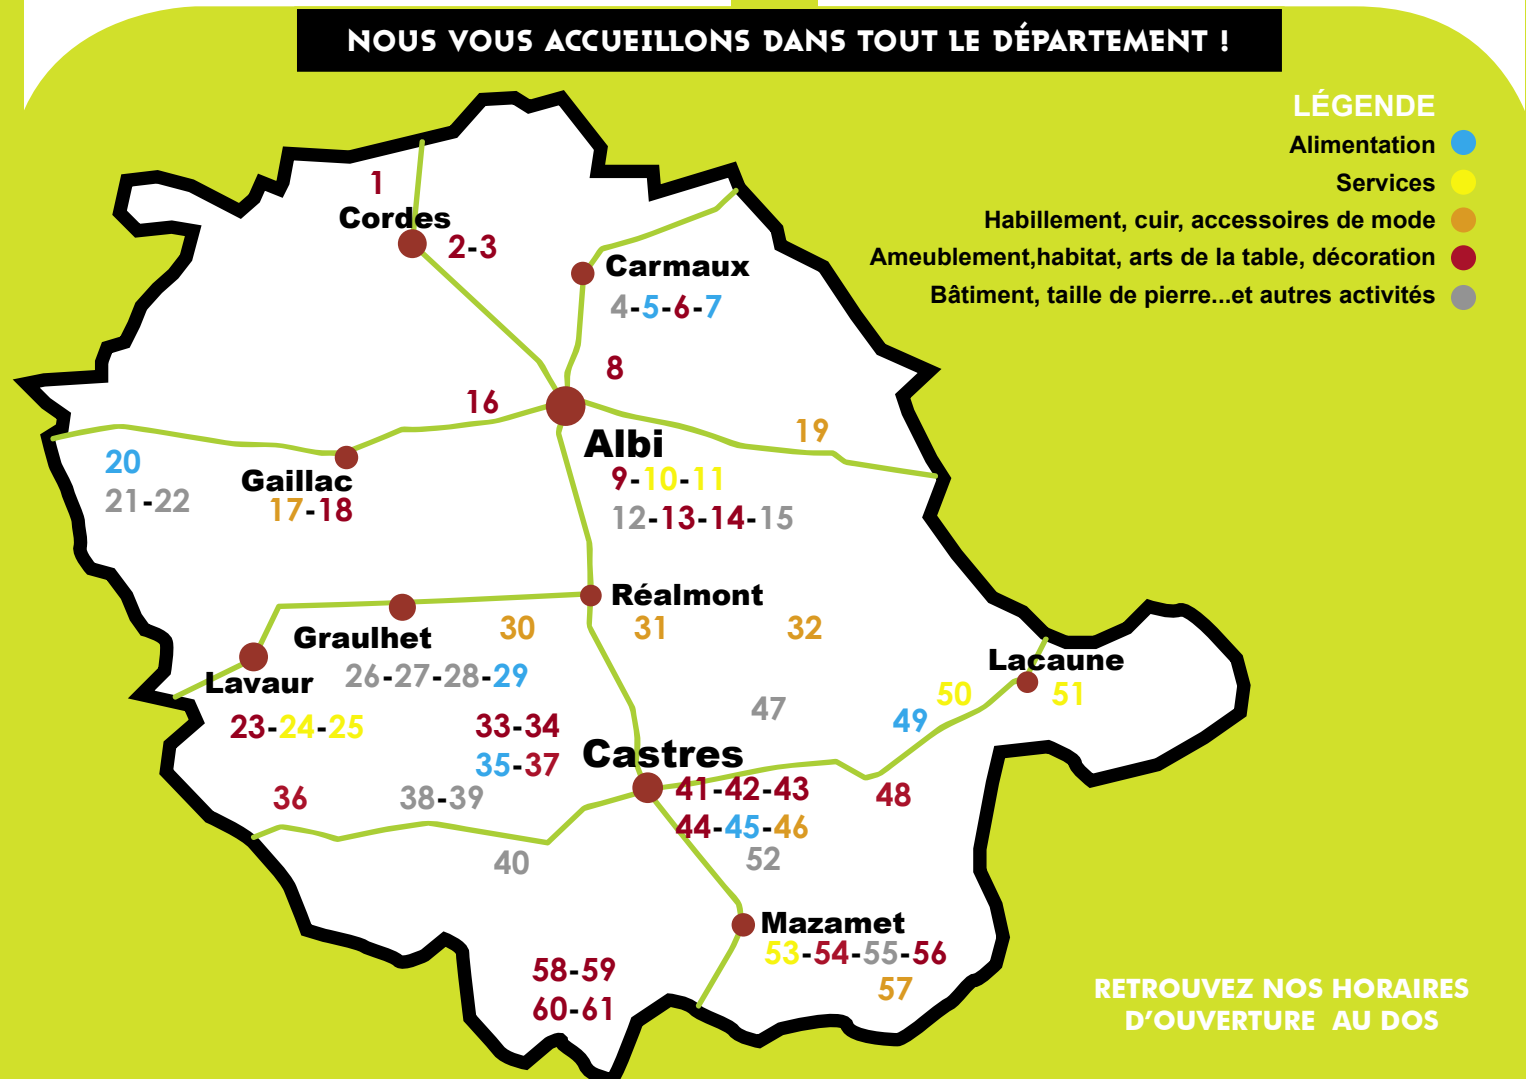 NOUS VOUS ACCUEILLONS DANS TOUT LE DÉPARTEMENT !
LÉGENDE
Alimentation
Services
Habillement, cuir, accessoires de mode
Ameublement,habitat, arts de la table, décoration
Bâtiment, taille de pierre...et autres activités
1
Cordes
2-3
Carmaux
4-5-6-7
8
16
Albi
9-10-11
12-13-14-15
19
20
21-22
Gaillac
17-18
Réalmont
30
31
32
Graulhet
26-27-28-29
Lavaur
23-24-25
33-34
35-37
36
38-39
40
Lacaune
50
51
49
47
48
Castres
41-42-43
44-45-46
52
Mazamet
53-54-55-56
57
58-59
60-61
RETROUVEZ NOS HORAIRES
D'OUVERTURE AU DOS